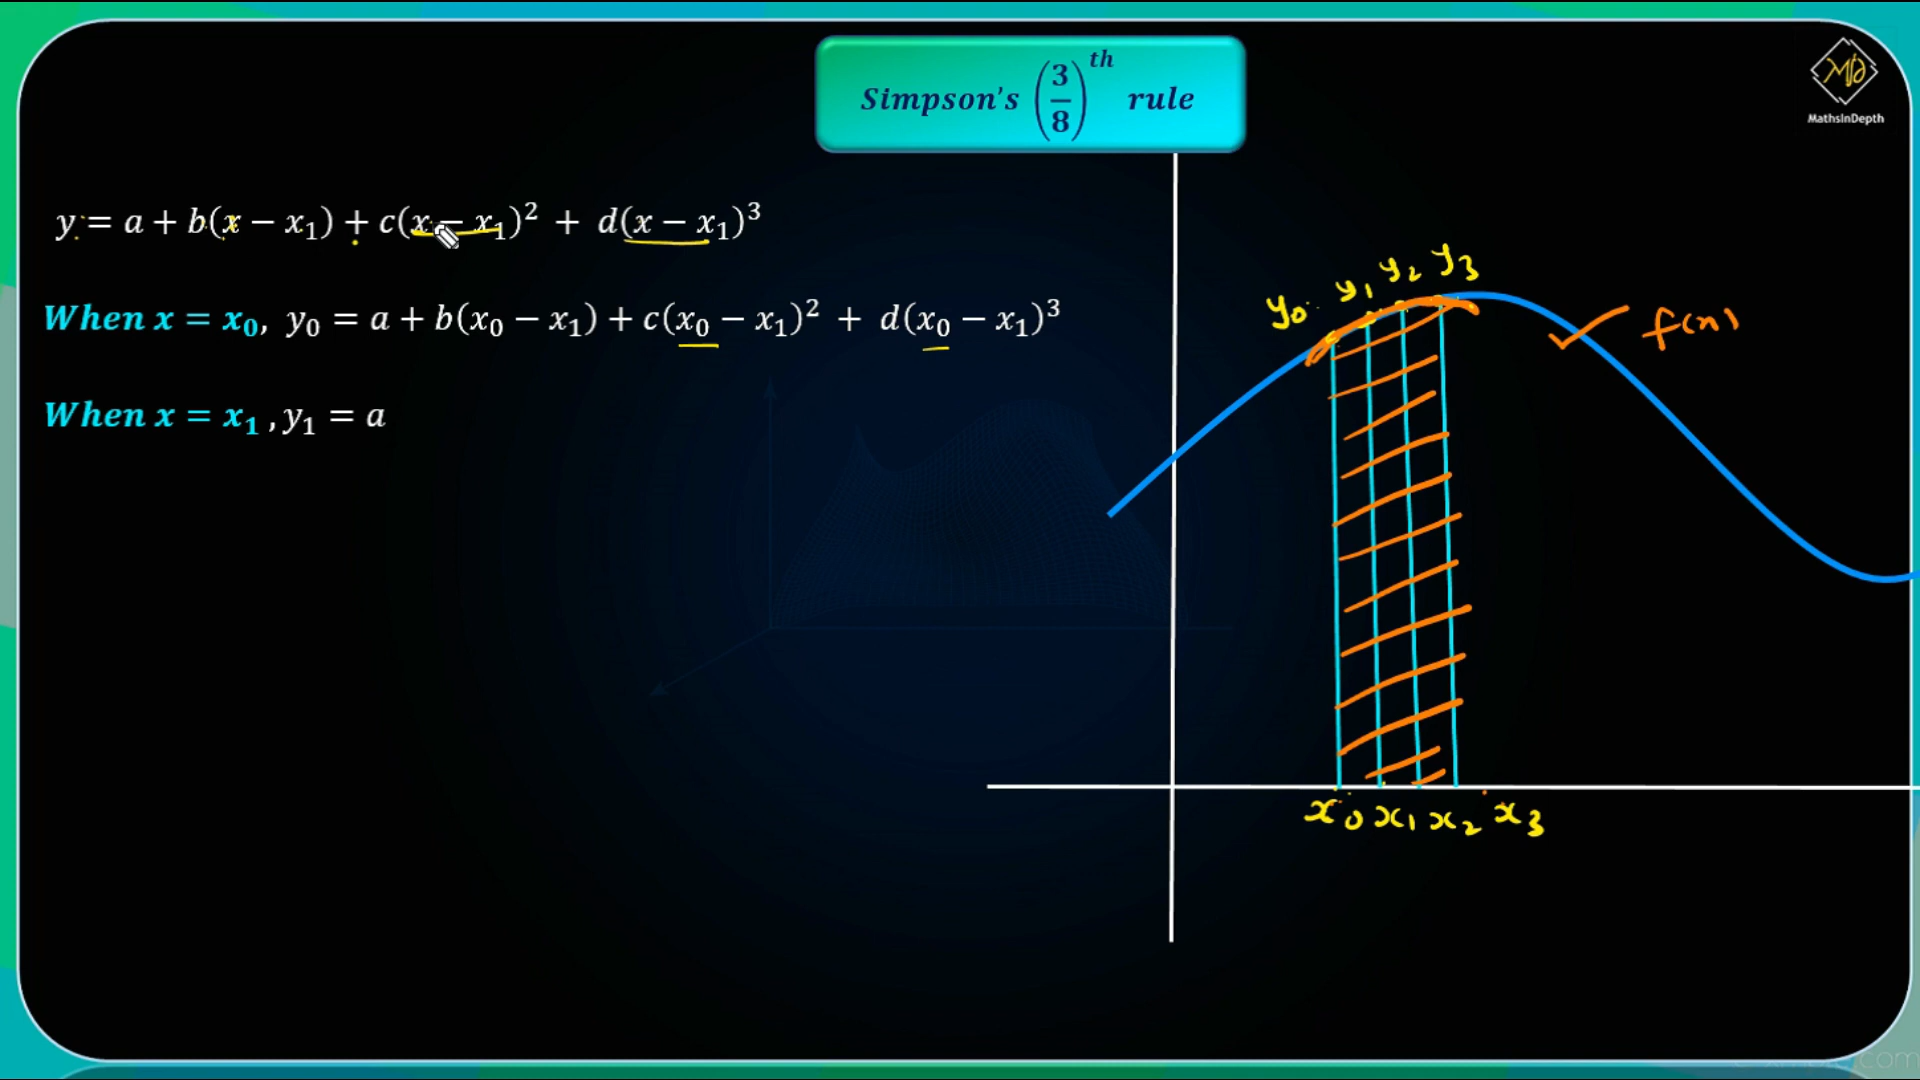 Simpson's (3/8)^th rule
MathsInDepth
y = a + b(x − x₁) + c(x − x₁)² + d(x − x₁)³
When x = x₀, y₀ = a + b(x₀ − x₁) + c(x₀ − x₁)² + d(x₀ − x₁)³
When x = x₁, y₁ = a
y₀ y₁ y₂ y₃
f(x)
x₀ x₁ x₂ x₃